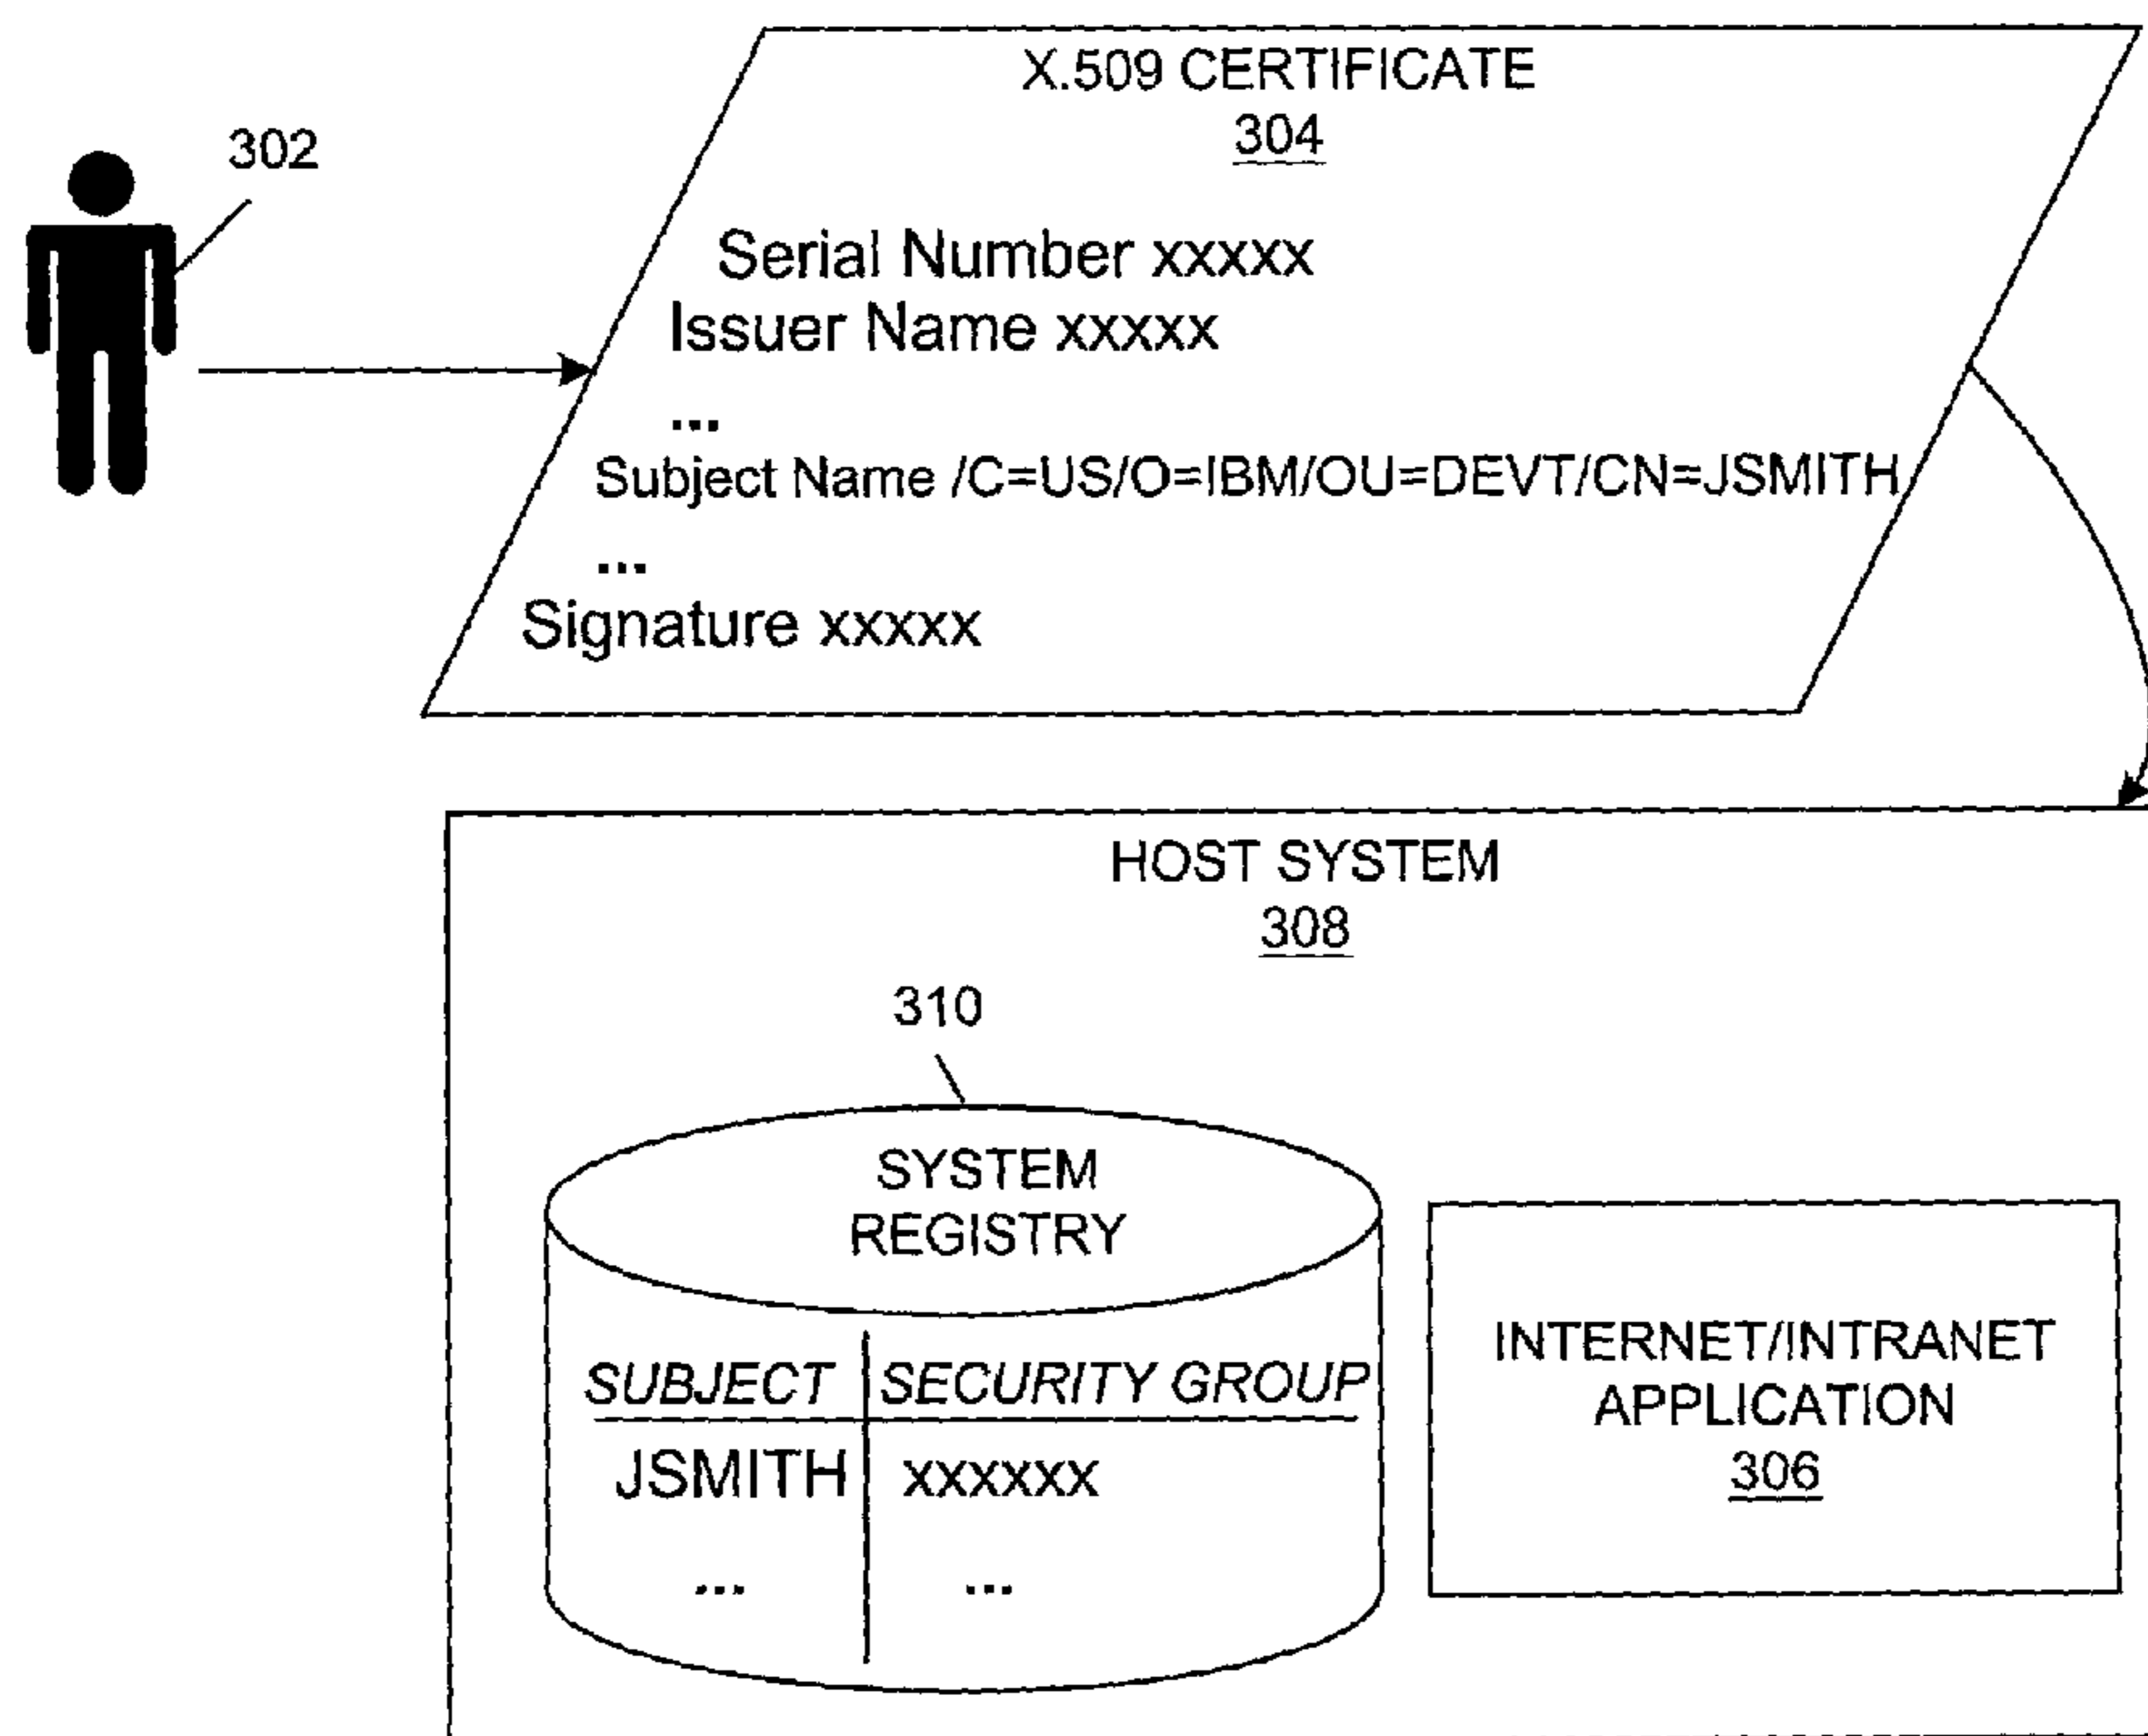 X.509 CERTIFICATE
304
302
Serial Number xxxxx
Issuer Name xxxxx
...
Subject Name /C=US/O=IBM/OU=DEVT/CN=JSMITH
...
Signature xxxxx
HOST SYSTEM
308
310
SYSTEM
REGISTRY
SUBJECT SECURITY GROUP
JSMITH xxxxxx
... ...
INTERNET/INTRANET
APPLICATION
306